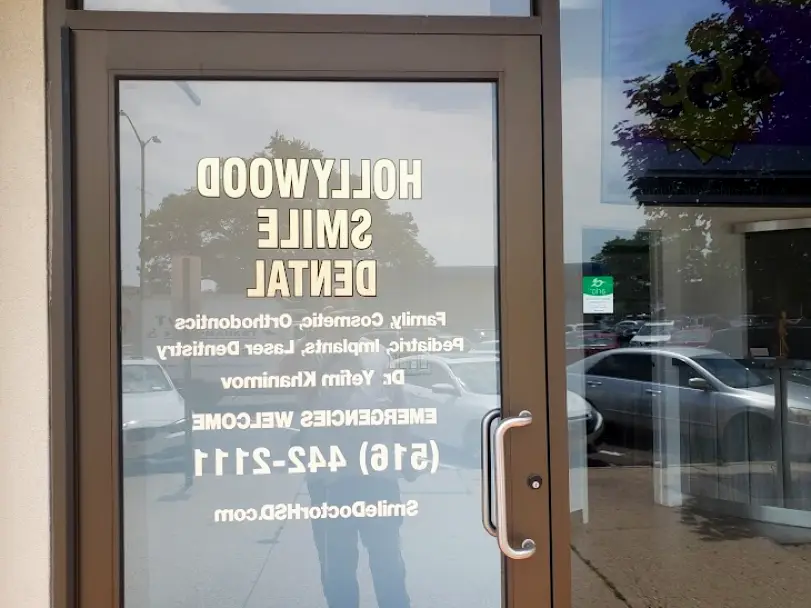 HOLLYWOOD
SMILE
DENTAL
Family, Cosmetic, Orthodontics
Pediatric, Implants, Laser Dentistry
Dr. Yefim Khanimov
EMERGENCIES WELCOME
(516) 442-2111
SmileDoctorHSD.com